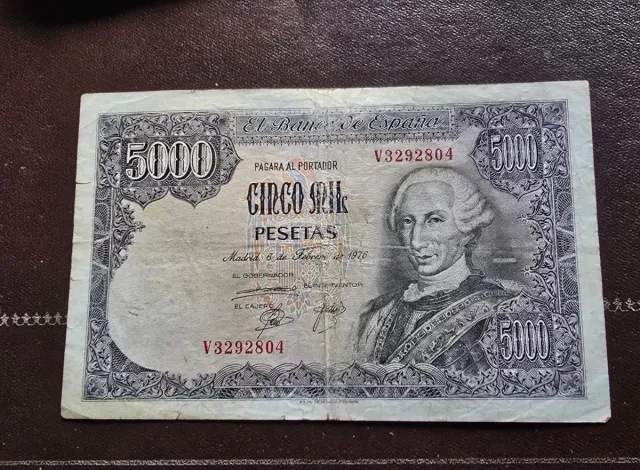 El Banco de España
5000
5000
PAGARA AL PORTADOR
V3292804
CINCO MIL
PESETAS
Madrid 6 de Febrero de 1976
EL GOBERNADOR
EL INTERVENTOR
EL CAJERO
V3292804
5000